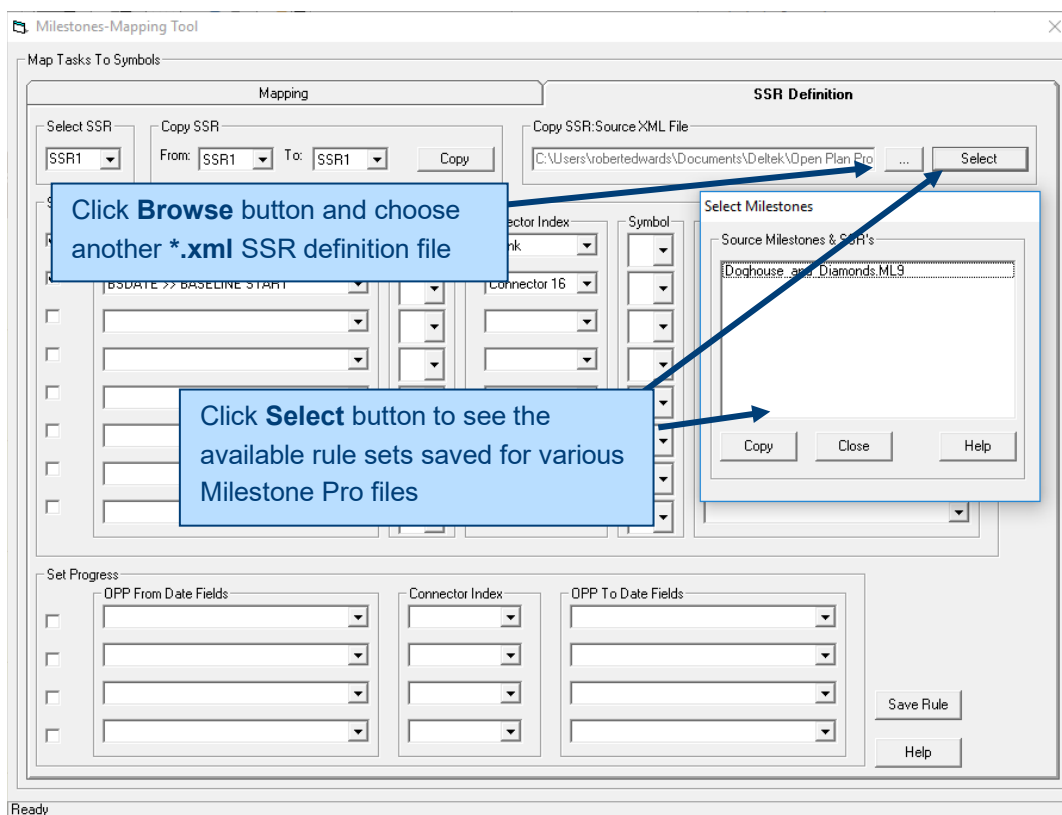 Milestones-Mapping Tool
Map Tasks To Symbols
Mapping
SSR Definition
Select SSR
Copy SSR
Copy SSR:Source XML File
SSR1
From:
SSR1
To:
SSR1
Copy
C:\Users\robertedwards\Documents\Deltek\Open Plan Pro
...
Select
Click Browse button and choose
another *.xml SSR definition file
Symbol
Index
Select Milestones
Source Milestones & SSR's
Doghouse_and_Diamonds.ML9
BSDATE >> BASELINE START
Connector 16
Click Select button to see the
available rule sets saved for various
Milestone Pro files
Copy
Close
Help
Set Progress
OPP From Date Fields
Connector Index
OPP To Date Fields
Save Rule
Help
Ready